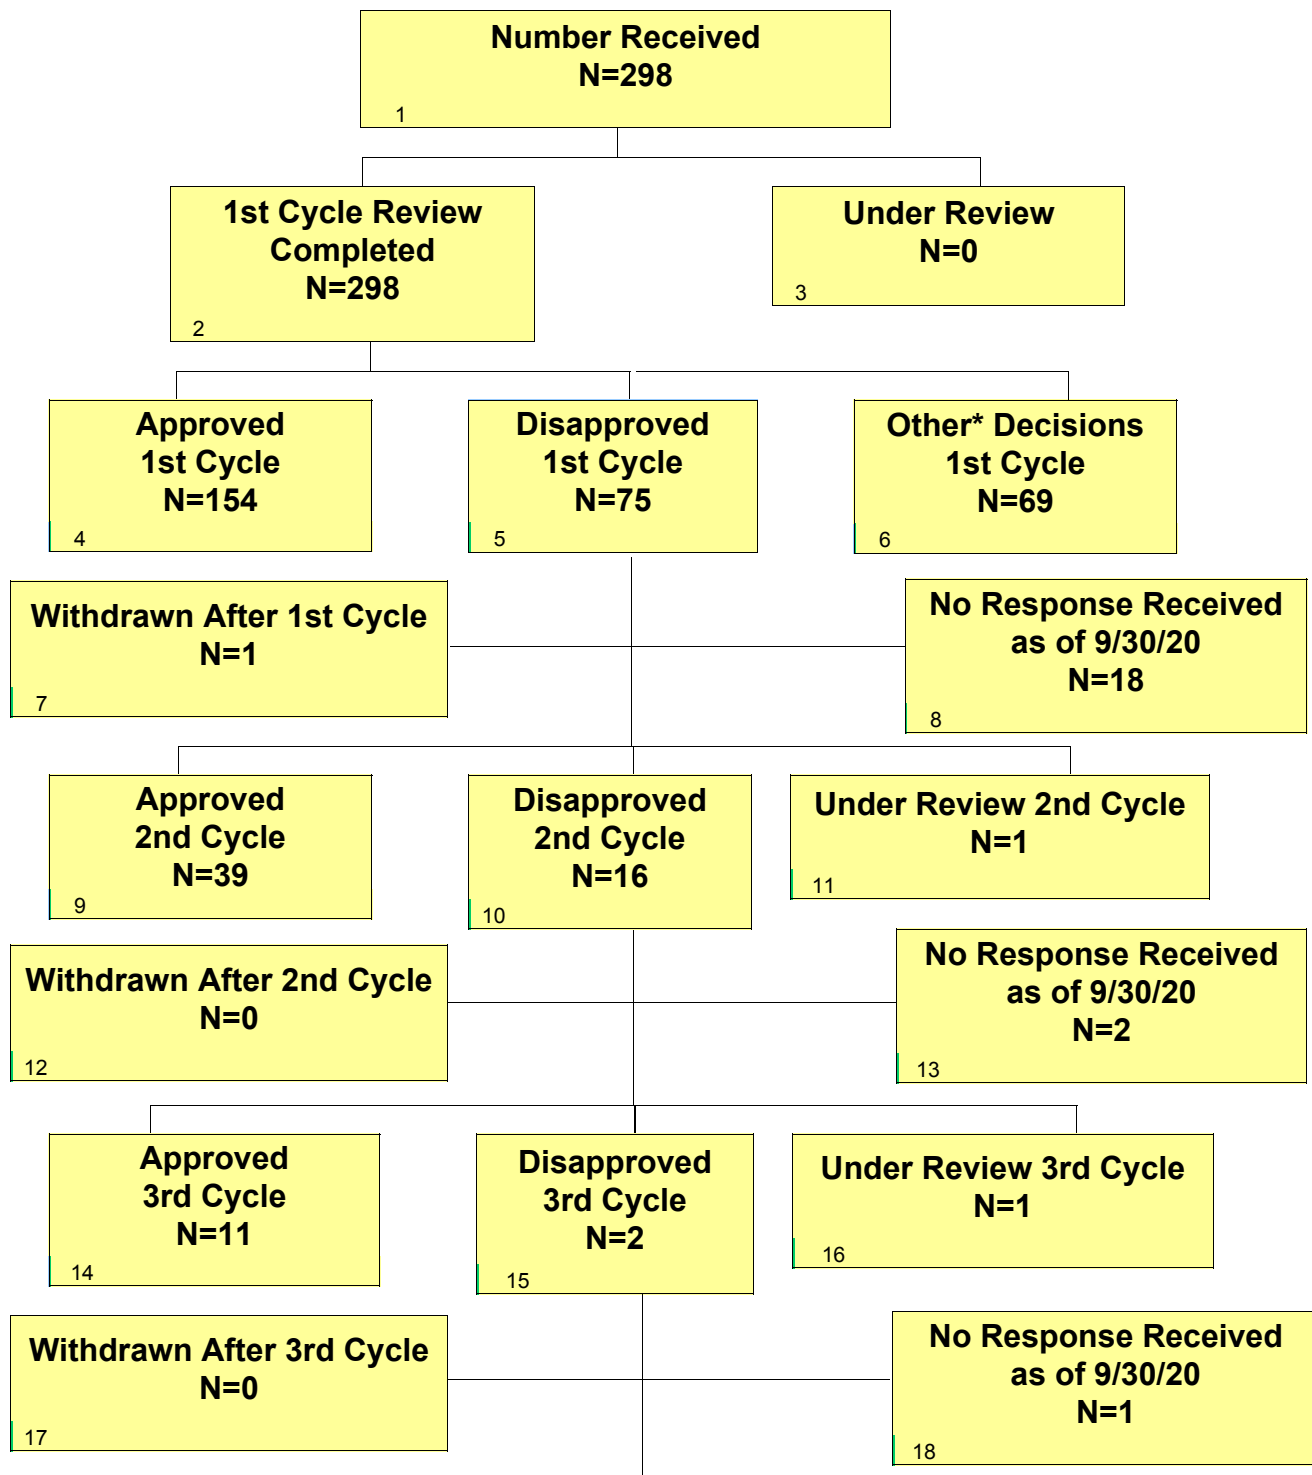 Number Received
N=298
1
1st Cycle Review
Completed
N=298
2
Under Review
N=0
3
Approved
1st Cycle
N=154
4
Disapproved
1st Cycle
N=75
5
Other* Decisions
1st Cycle
N=69
6
Withdrawn After 1st Cycle
N=1
7
No Response Received
as of 9/30/20
N=18
8
Approved
2nd Cycle
N=39
9
Disapproved
2nd Cycle
N=16
10
Under Review 2nd Cycle
N=1
11
Withdrawn After 2nd Cycle
N=0
12
No Response Received
as of 9/30/20
N=2
13
Approved
3rd Cycle
N=11
14
Disapproved
3rd Cycle
N=2
15
Under Review 3rd Cycle
N=1
16
Withdrawn After 3rd Cycle
N=0
17
No Response Received
as of 9/30/20
N=1
18